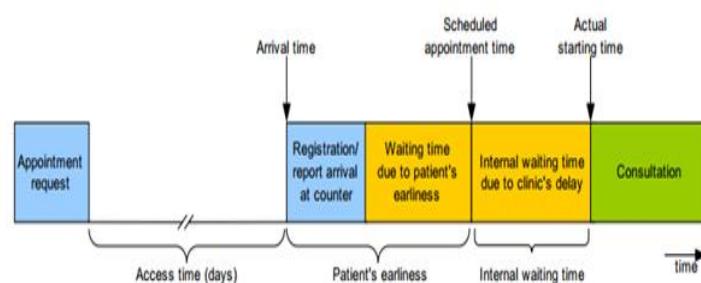 Arrival time
Scheduled
appointment time
Actual
starting time
Appointment
request
Registration/
report arrival
at counter
Waiting time
due to patient's
earliness
Internal waiting time
due to clinic's delay
Consultation
Access time (days)
Patient's earliness
Internal waiting time
time